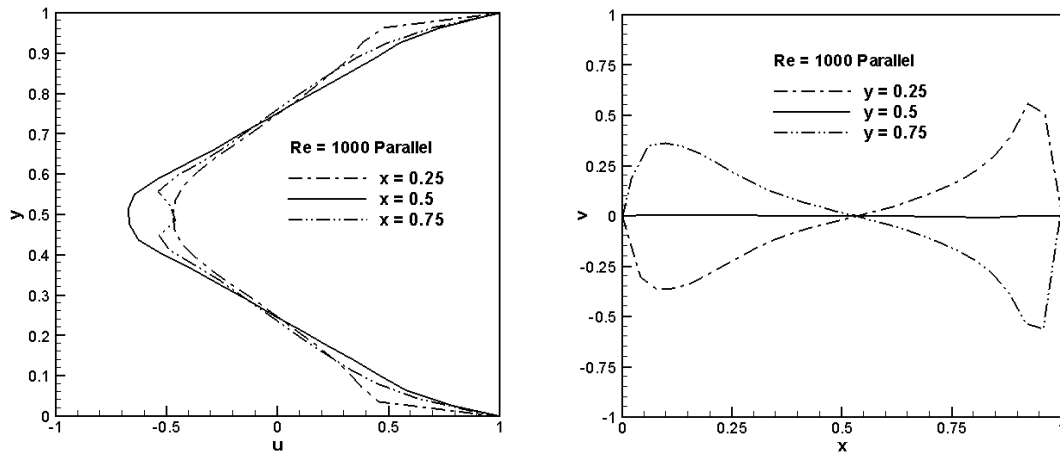 1
0.9
0.8
0.7
0.6
0.5
0.4
0.3
0.2
0.1
0
y
Re = 1000 Parallel
x = 0.25
x = 0.5
x = 0.75
-1
-0.5
0
0.5
1
u
1
0.75
0.5
0.25
0
-0.25
-0.5
-0.75
-1
v
Re = 1000 Parallel
y = 0.25
y = 0.5
y = 0.75
0
0.25
0.5
0.75
1
x